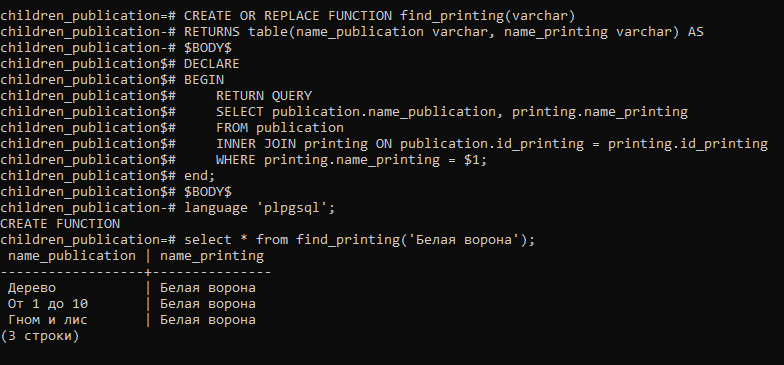 children_publication=# CREATE OR REPLACE FUNCTION find_printing(varchar)
children_publication-# RETURNS table(name_publication varchar, name_printing varchar) AS
children_publication-# $BODY$
children_publication$# DECLARE
children_publication$# BEGIN
children_publication$#     RETURN QUERY
children_publication$#     SELECT publication.name_publication, printing.name_printing
children_publication$#     FROM publication
children_publication$#     INNER JOIN printing ON publication.id_printing = printing.id_printing
children_publication$#     WHERE printing.name_printing = $1;
children_publication$# end;
children_publication$# $BODY$
children_publication-# language 'plpgsql';
CREATE FUNCTION
children_publication=# select * from find_printing('Белая ворона');
 name_publication | name_printing
------------------+---------------
 Дерево           | Белая ворона
 От 1 до 10       | Белая ворона
 Гном и лис       | Белая ворона
(3 строки)